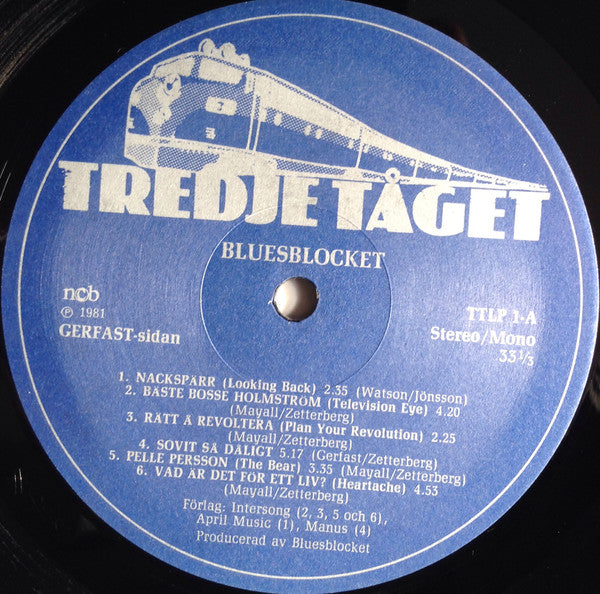 TREDJE TÅGET
BLUESBLOCKET
ncb
Ⓟ 1981
GERFAST-sidan
TTLP 1-A
Stereo/Mono
33⅓
1. NACKSPÄRR (Looking Back) 2.35 (Watson/Jönsson)
2. BÄSTE BOSSE HOLMSTRÖM (Television Eye) 4.20
(Mayall/Zetterberg)
3. RÄTT Å REVOLTERA (Plan Your Revolution) 2.25
(Mayall/Zetterberg)
4. SOVIT SÅ DÅLIGT 5.17 (Gerfast/Zetterberg)
5. PELLE PERSSON (The Bear) 3.35 (Mayall/Zetterberg)
6. VAD ÄR DET FÖR ETT LIV? (Heartache) 4.53
(Mayall/Zetterberg)
Förlag: Intersong (2, 3, 5 och 6),
April Music (1), Manus (4)
Producerad av Bluesblocket